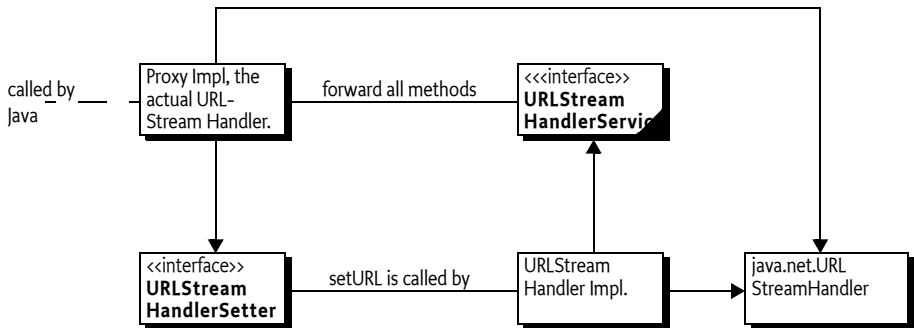 called by
Java
Proxy Impl, the
actual URL-
Stream Handler.
forward all methods
<<<interface>>
URLStream
HandlerServic
<<interface>>
URLStream
HandlerSetter
setURL is called by
URLStream
Handler Impl.
java.net.URL
StreamHandler